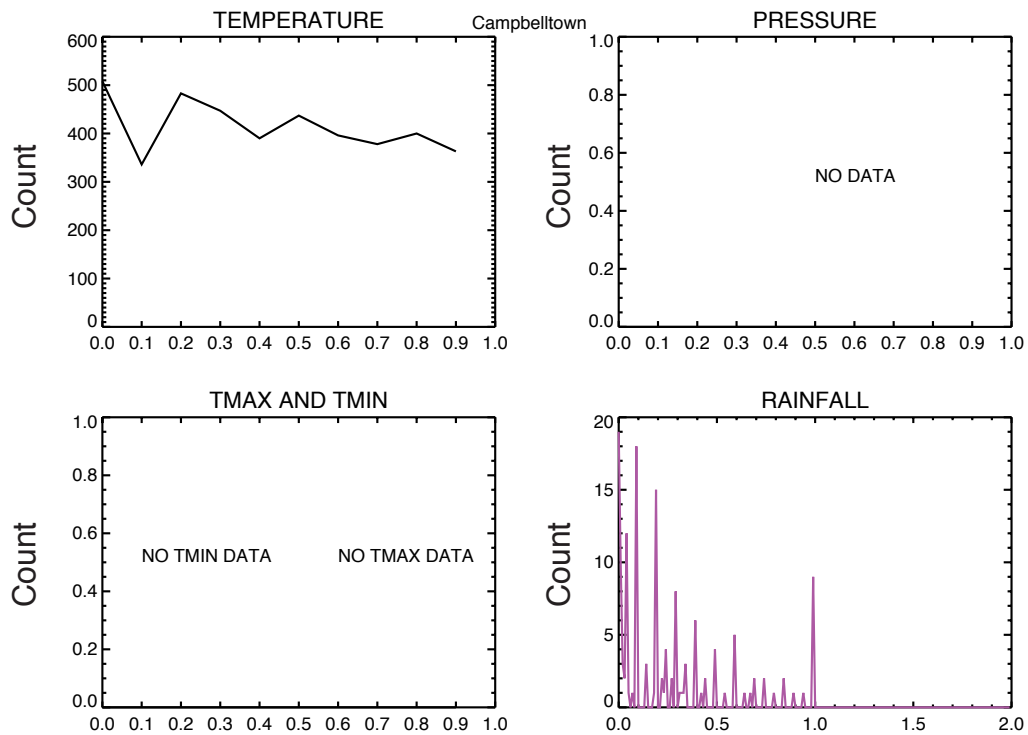 TEMPERATURE
Campbelltown
PRESSURE
600
500
400
300
200
100
0
Count
0.0 0.1 0.2 0.3 0.4 0.5 0.6 0.7 0.8 0.9 1.0
1.0
0.8
0.6
0.4
0.2
0.0
Count
NO DATA
0.0 0.1 0.2 0.3 0.4 0.5 0.6 0.7 0.8 0.9 1.0
TMAX AND TMIN
1.0
0.8
0.6
0.4
0.2
0.0
Count
NO TMIN DATA NO TMAX DATA
0.0 0.1 0.2 0.3 0.4 0.5 0.6 0.7 0.8 0.9 1.0
RAINFALL
20
15
10
5
0
Count
0.0 0.5 1.0 1.5 2.0